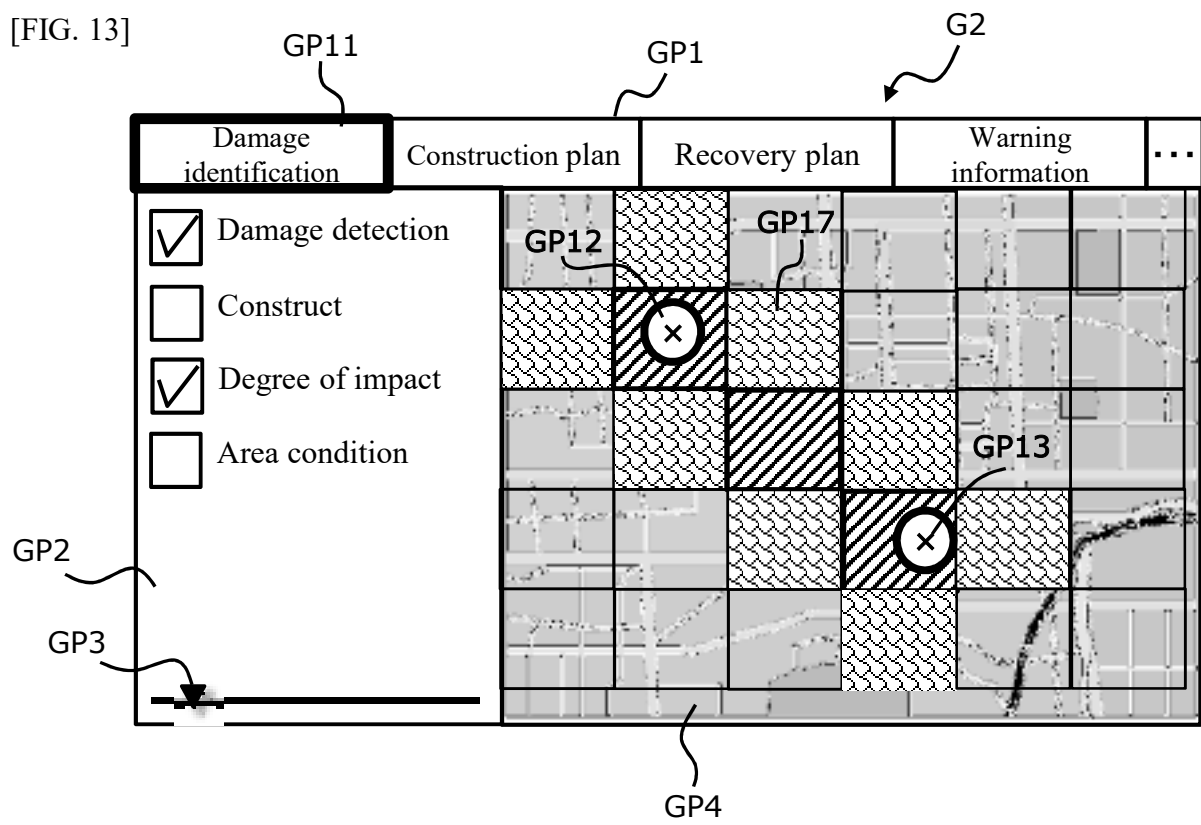 [FIG. 13]
GP11
GP1
G2
Damage
identification
Construction plan
Recovery plan
Warning
information
...
Damage detection
Construct
Degree of impact
Area condition
GP12
GP17
GP13
GP2
GP3
GP4